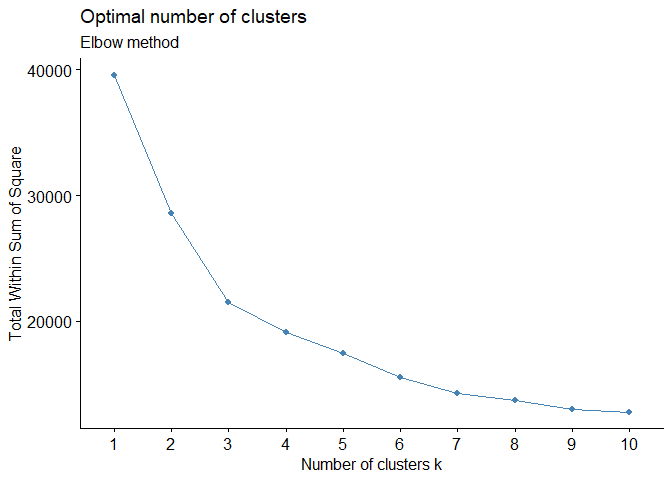 Optimal number of clusters
Elbow method
Total Within Sum of Square
40000
30000
20000
1 2 3 4 5 6 7 8 9 10
Number of clusters k